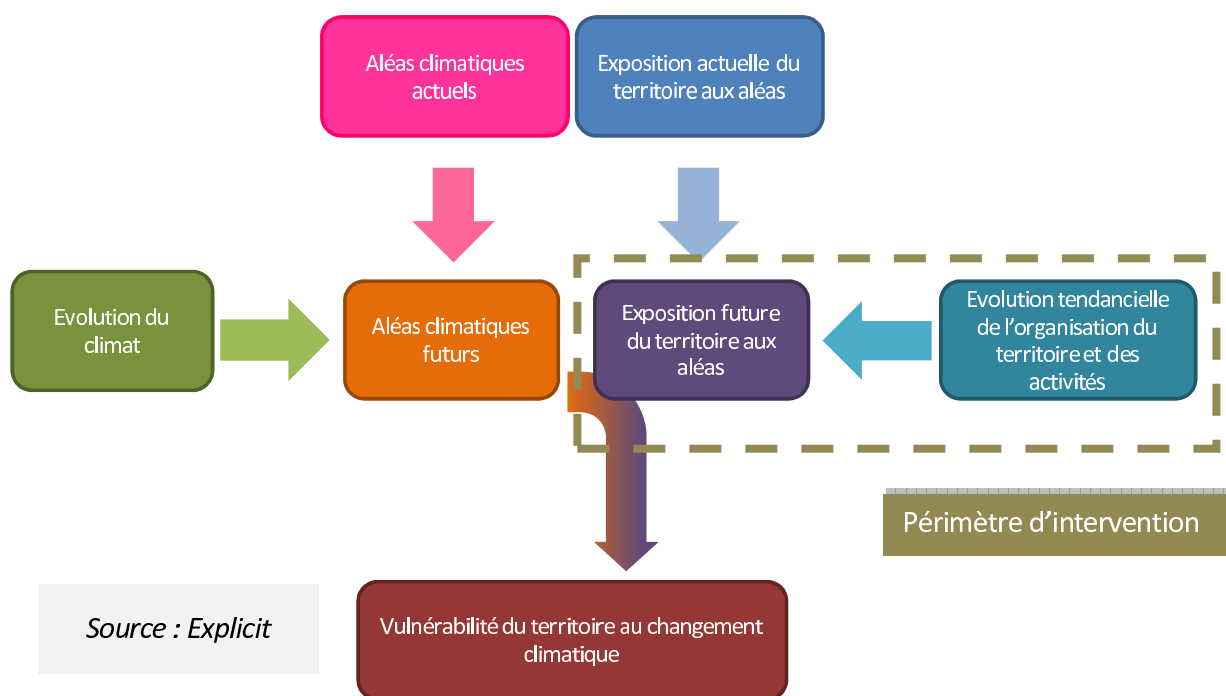 Aléas climatiques
actuels
Exposition actuelle du
territoire aux aléas
Evolution du
climat
Aléas climatiques
futurs
Exposition future
du territoire aux
aléas
Evolution tendancielle
de l’organisation du
territoire et des
activités
Périmètre d’intervention
Source : Explicit
Vulnérabilité du territoire au changement
climatique